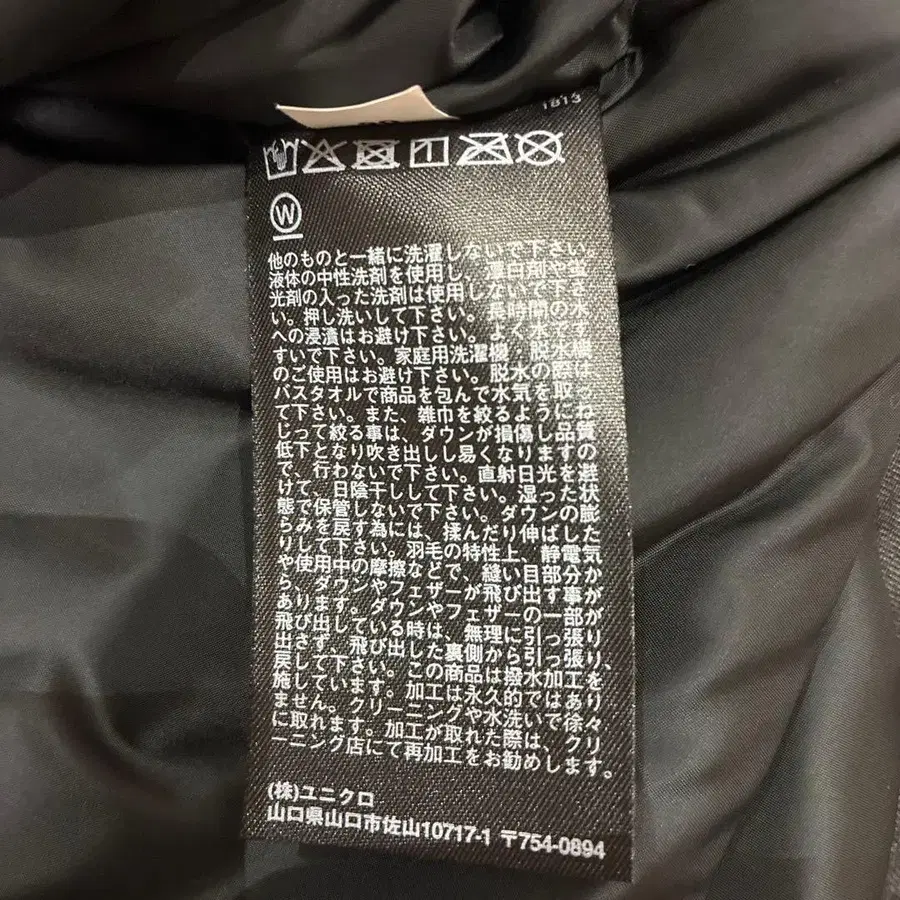 1813
W
他のものと一緒に洗濯しないで下さい。
液体の中性洗剤を使用し、漂白剤や蛍
光剤の入った洗剤は使用しないで下さ
い。押し洗いして下さい。長時間の水
への浸漬はお避け下さい。よく水です
すいで下さい。家庭用洗濯機・脱水機
のご使用はお避け下さい。脱水の際は
バスタオルで商品を包んで水気を取っ
て下さい。また、雑巾を絞るようにね
じって絞る事は、ダウンが損傷し品質
低下となり吹き出しし易くなりますの
で、行わないで下さい。直射日光を避
けて、日陰干しして下さい。湿った状
態で保管しないで下さい。ダウンの膨
らみを戻す為には、揉んだり伸ばした
りして下さい。羽毛の特性上、静電気
や使用中の摩擦などで、縫い目部分か
ら、ダウンやフェザーが飛び出す事が
あります。ダウンやフェザーの一部が
飛び出している時は、無理に引っ張り
出さず、飛び出した裏側から引っ張り、
戻して下さい。この商品は撥水加工を
施しています。加工は永久的ではあり
ません。クリーニングや水洗いで徐々
に取れます。加工が取れた際は、クリ
ーニング店にて再加工をお勧めします。
(株)ユニクロ
山口県山口市佐山10717-1 〒754-0894